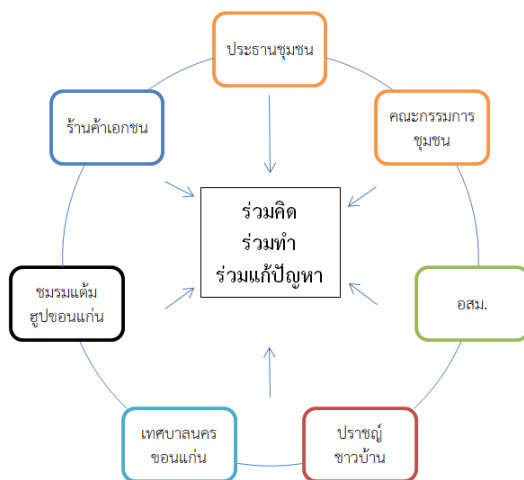 ประธานชุมชน
ร้านค้าเอกชน
คณะกรรมการ
ชุมชน
ร่วมคิด
ร่วมทำ
ร่วมแก้ปัญหา
ชมรมแต้ม
ฮูปขอนแก่น
อสม.
เทศบาลนคร
ขอนแก่น
ปราชญ์
ชาวบ้าน